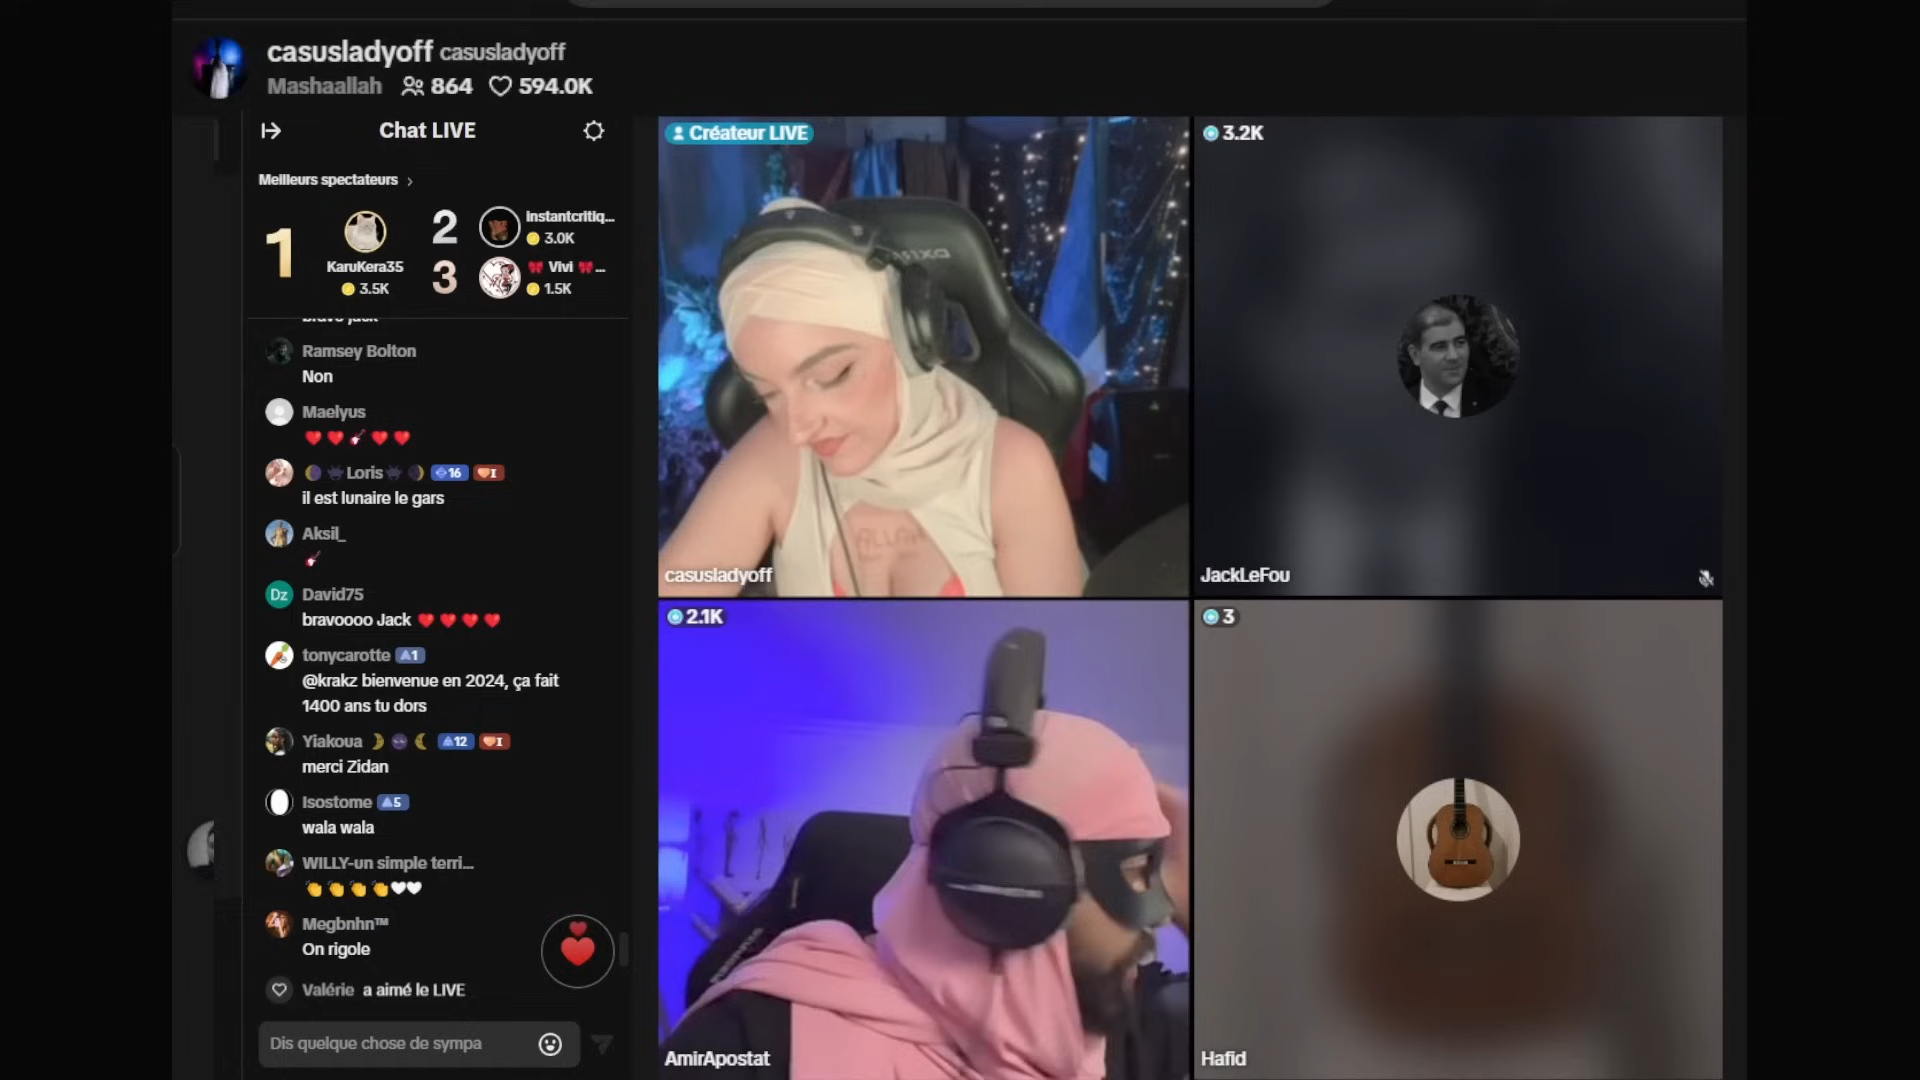 casusladyoff casusladyoff
Mashaallah 864 594.0K
Chat LIVE
Meilleurs spectateurs
1
KaruKera35
3.5K
2
instantcritiq...
3.0K
3
Vivi ...
1.5K
bravo jack
Ramsey Bolton
Non
Maelyus
Loris 16 I
il est lunaire le gars
Aksil_
Dz David75
bravoooo Jack
tonycarotte 1
@krakz bienvenue en 2024, ça fait
1400 ans tu dors
Yiakoua 12 I
merci Zidan
Isostome 5
wala wala
WILLY-un simple terri...
Megbnhn™
On rigole
Valérie a aimé le LIVE
Dis quelque chose de sympa
Créateur LIVE
ALLAH
casusladyoff
3.2K
JackLeFou
2.1K
AmirApostat
3
Hafid